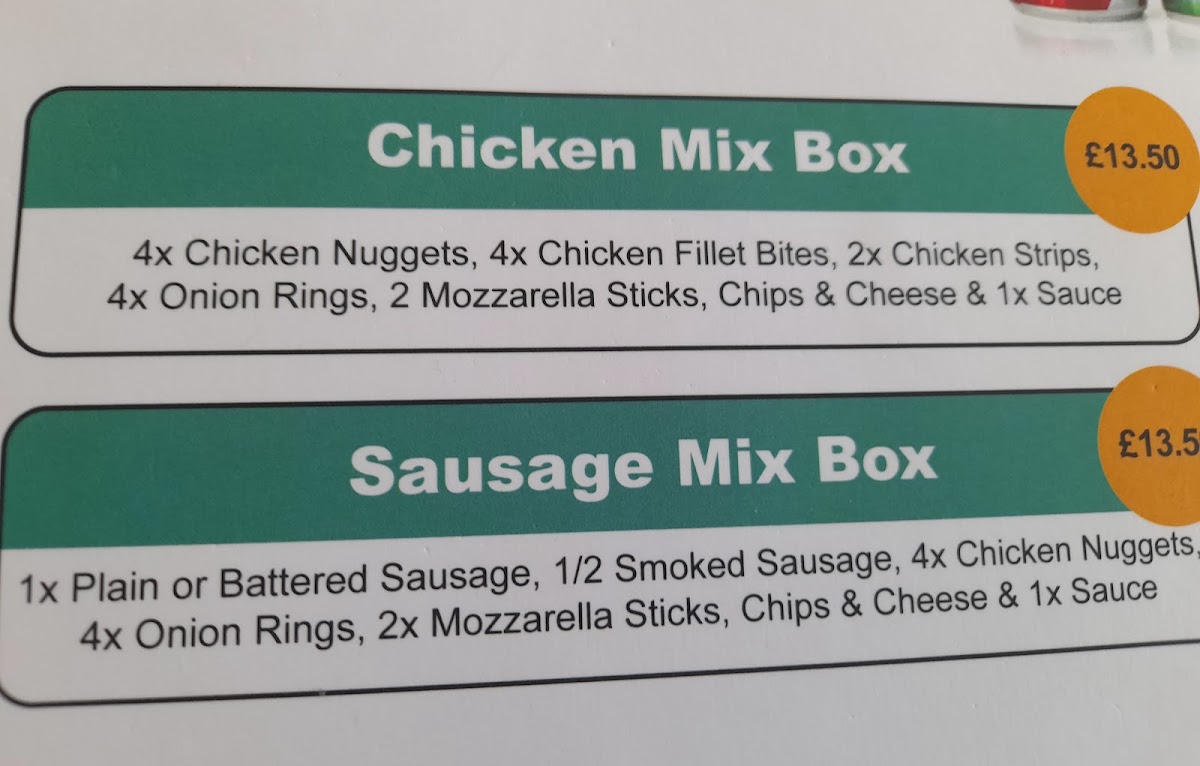 Chicken Mix Box
£13.50
4x Chicken Nuggets, 4x Chicken Fillet Bites, 2x Chicken Strips,
4x Onion Rings, 2 Mozzarella Sticks, Chips & Cheese & 1x Sauce
Sausage Mix Box
£13.5
1x Plain or Battered Sausage, 1/2 Smoked Sausage, 4x Chicken Nuggets,
4x Onion Rings, 2x Mozzarella Sticks, Chips & Cheese & 1x Sauce